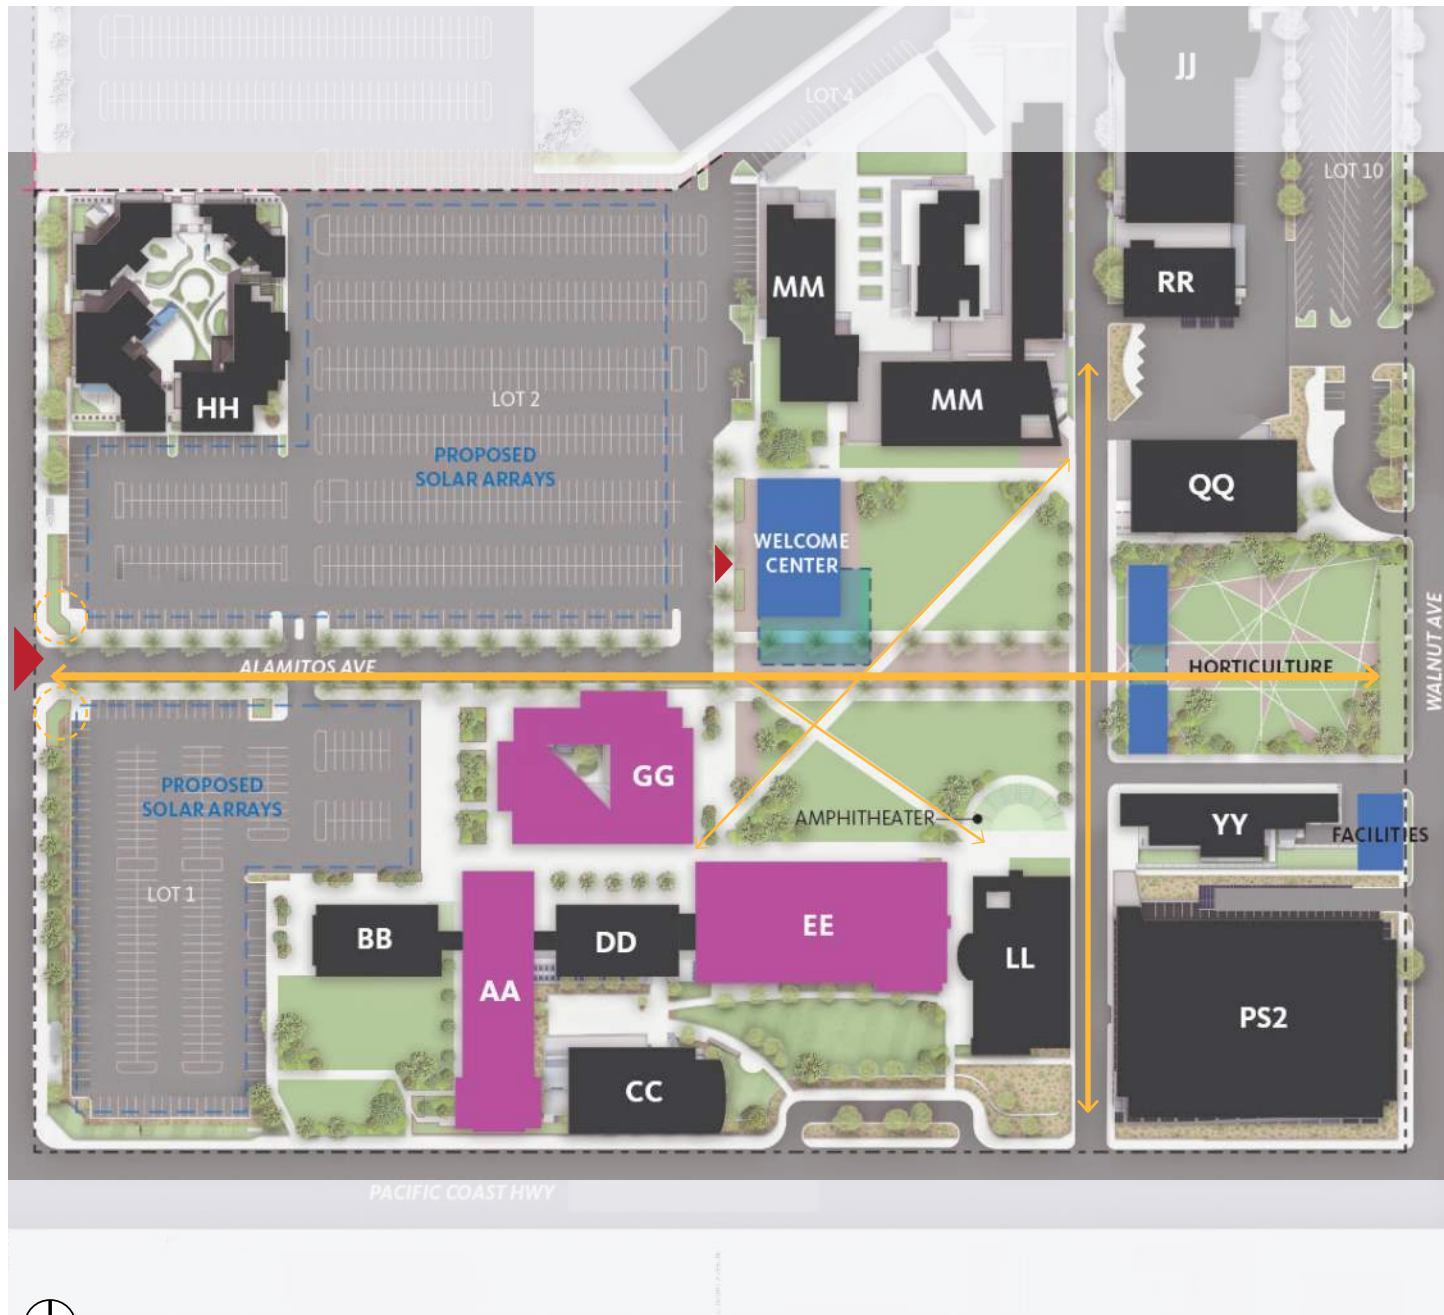 JJ
LOT 4
LOT 10
RR
MM
HH
LOT 2
MM
PROPOSED
SOLAR ARRAYS
QQ
WELCOME
CENTER
WALNUT AVE
ALAMITOS AVE
HORTICULTURE
GG
PROPOSED
SOLAR ARRAYS
AMPHITHEATER
YY
FACILITIES
LOT 1
BB
DD
EE
LL
AA
PS2
CC
PACIFIC COAST HWY